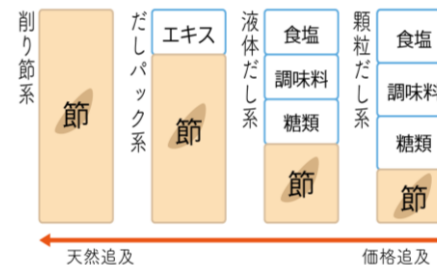 削り節系
節
だしパック系
エキス
節
液体だし系
食塩
調味料
糖類
節
顆粒だし系
食塩
調味料
糖類
節
天然追及
価格追及